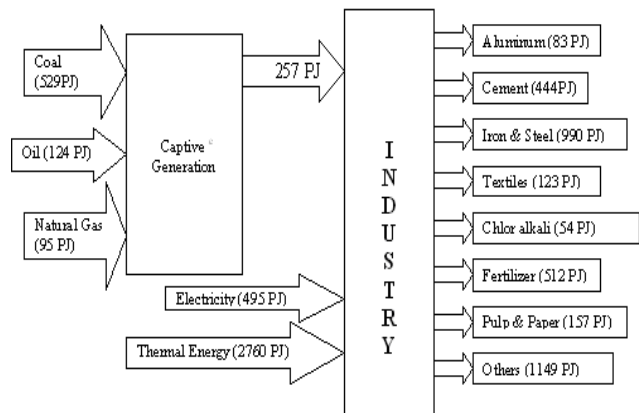 Coal
(529PJ)
Oil (124 PJ)
Natural Gas
(95 PJ)
Captive
Generation
257 PJ
Electricity (495 PJ)
Thermal Energy (2760 PJ)
INDUSTRY
Aluminum (83 PJ)
Cement (444PJ)
Iron & Steel (990 PJ)
Textiles (123 PJ)
Chlor alkali (54 PJ)
Fertilizer (512 PJ)
Pulp & Paper (157 PJ)
Others (1149 PJ)